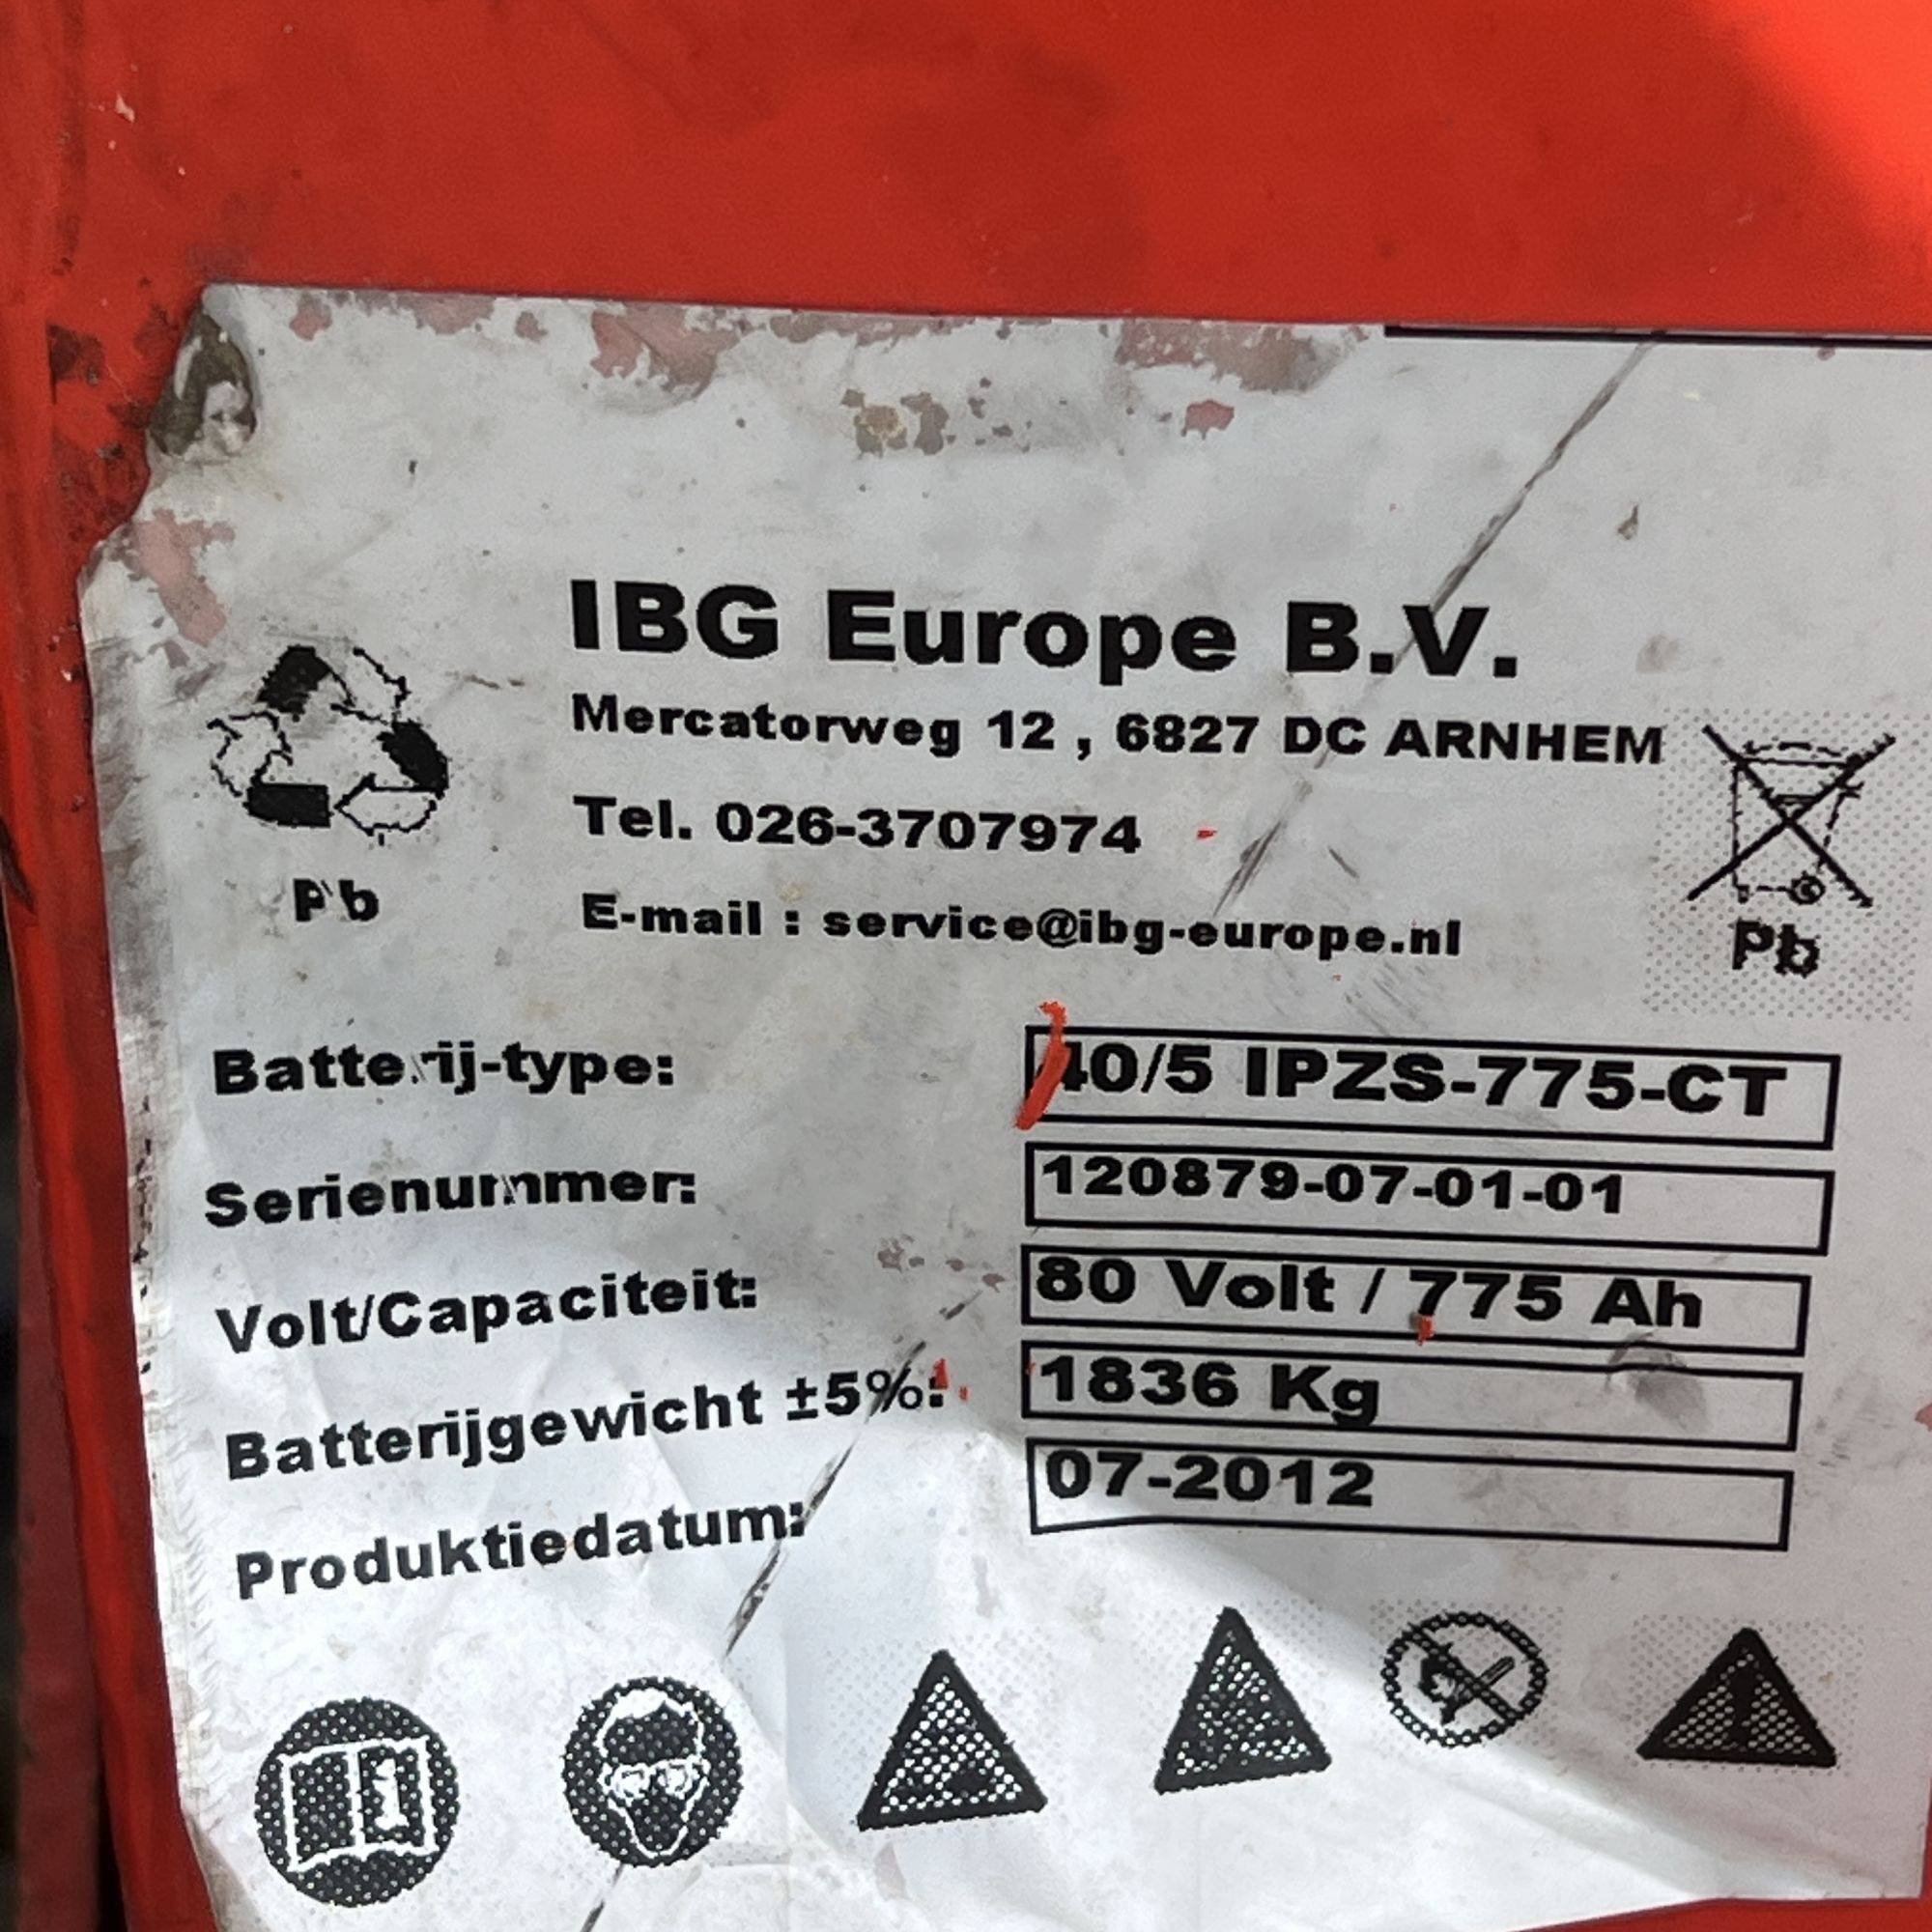 IBG Europe B.V.
Mercatorweg 12 , 6827 DC ARNHEM
Tel. 026-3707974
E-mail : service@ibg-europe.nl
Pb
Pb
Batterij-type: 40/5 IPZS-775-CT
Serienummer: 120879-07-01-01
Volt/Capaciteit: 80 Volt / 775 Ah
Batterijgewicht ±5%: 1836 Kg
Produktiedatum: 07-2012